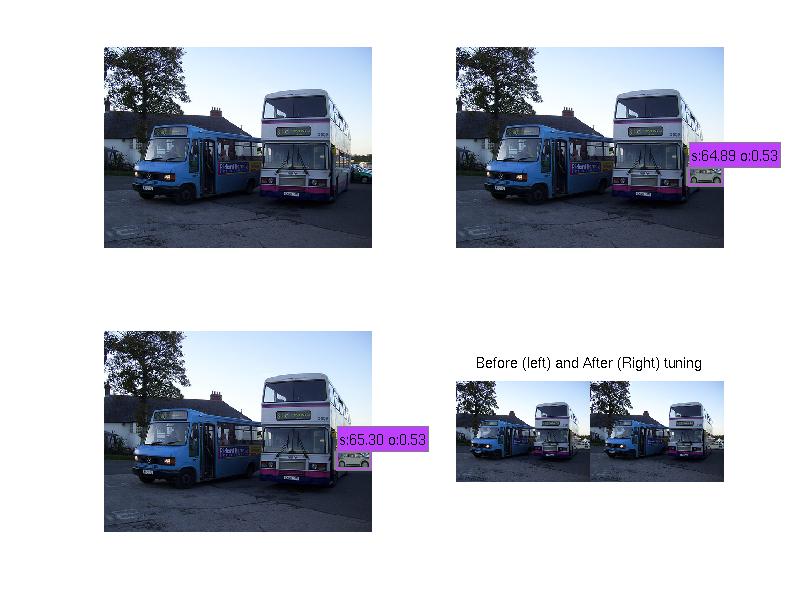 s:64.89 o:0.53
s:65.30 o:0.53
Before (left) and After (Right) tuning